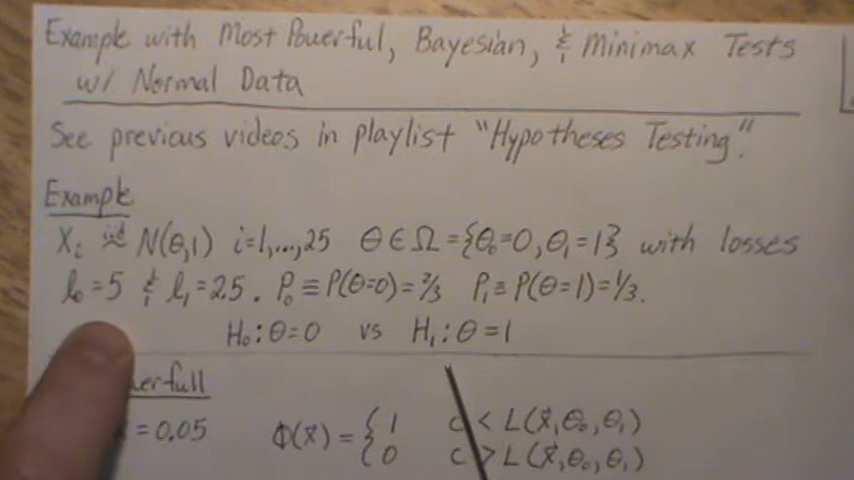 Example with Most Powerful, Bayesian, & Minimax Tests
w/ Normal Data
See previous videos in playlist "Hypotheses Testing".
Example
Xᵢ iid~ N(θ,1) i=1,...,25 θ∈Ω={θ₀=0,θ₁=1} with losses
l₀=5 & l₁=25. P₀≡P(θ=0)=2/3 P₁≡P(θ=1)=1/3.
H₀:θ=0 vs H₁:θ=1
erfull
=0.05 Φ(x⃗)={1 c<L(x⃗,θ₀,θ₁)
{0 c>L(x⃗,θ₀,θ₁)